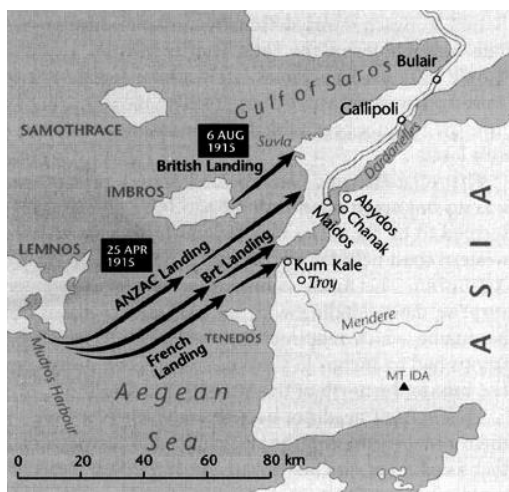 Bulair
Gulf of Saros
Gallipoli
SAMOTHRACE
6 AUG
1915
Suvla
British Landing
Dardanelles
IMBROS
Abydos
Chanak
Maidos
25 APR
1915
LEMNOS
ANZAC Landing
Brt Landing
Kum Kale
Troy
French
Landing
TENEDOS
Mendere
Mudros Harbour
ASIA
MT IDA
Aegean
Sea
0 20 40 60 80 km